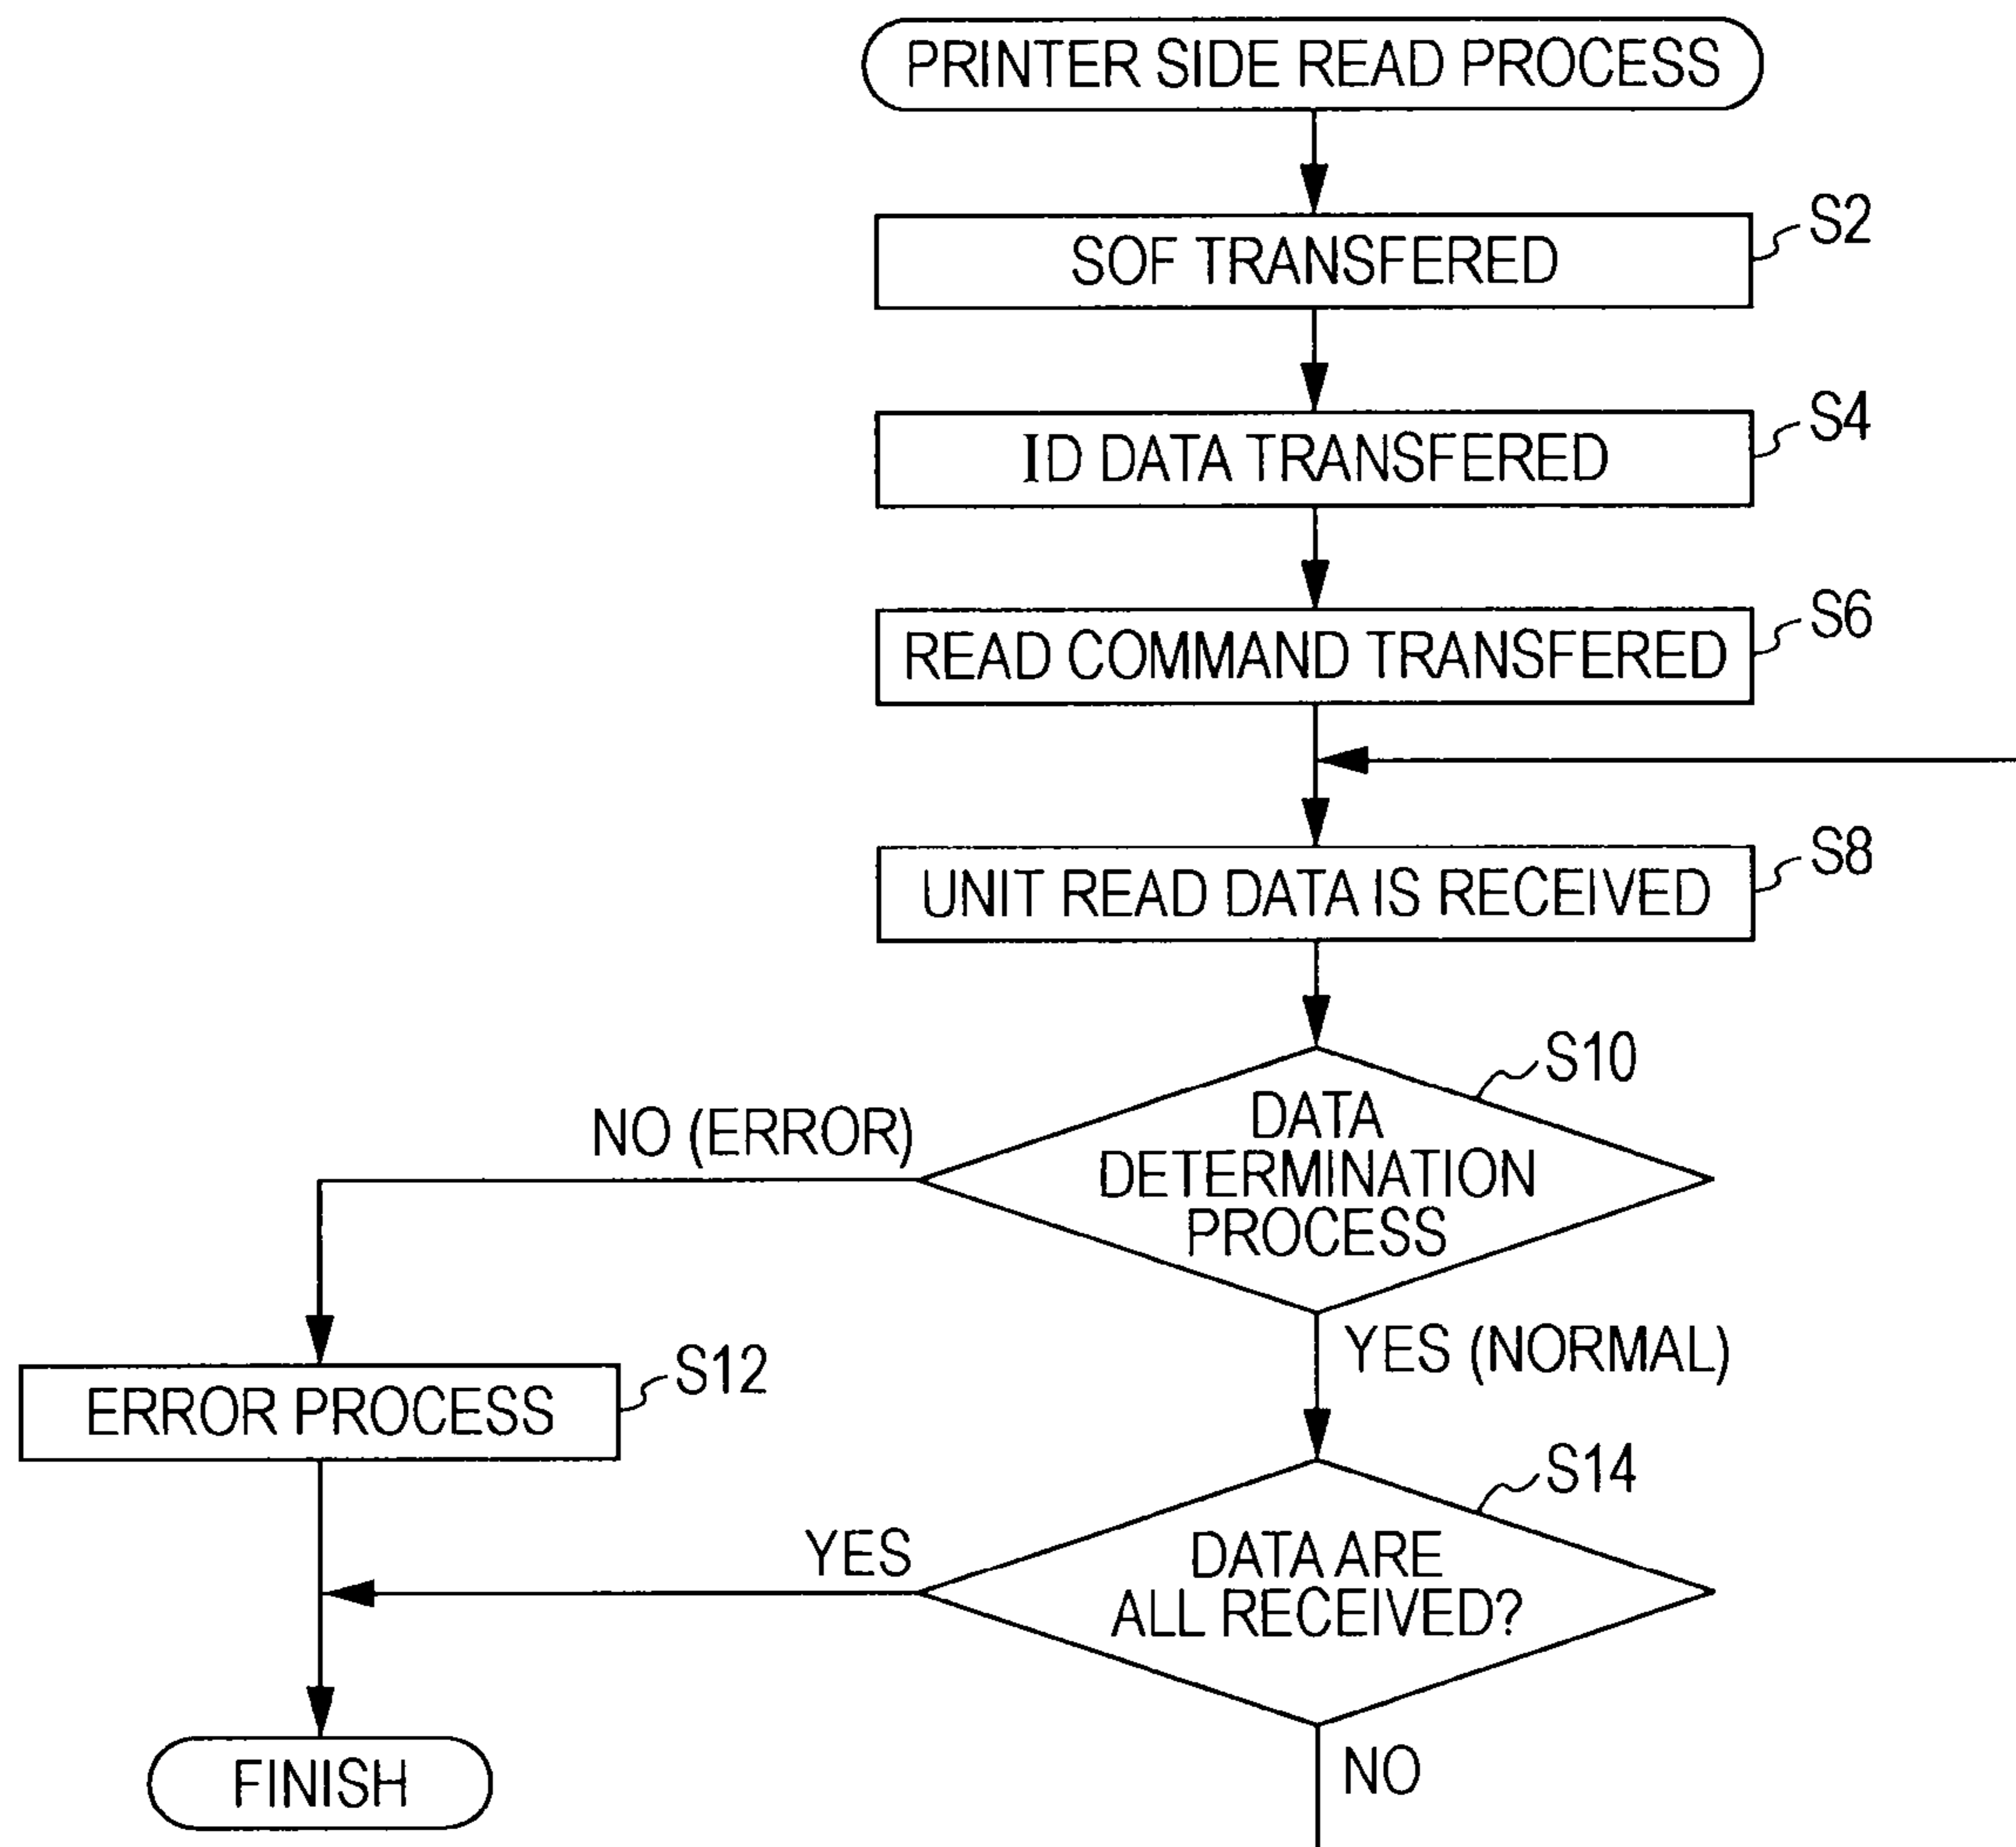 PRINTER SIDE READ PROCESS
S2
SOF TRANSFERED
S4
ID DATA TRANSFERED
S6
READ COMMAND TRANSFERED
S8
UNIT READ DATA IS RECEIVED
S10
DATA
DETERMINATION
PROCESS
NO (ERROR)
YES (NORMAL)
S12
ERROR PROCESS
S14
DATA ARE
ALL RECEIVED?
YES
NO
FINISH